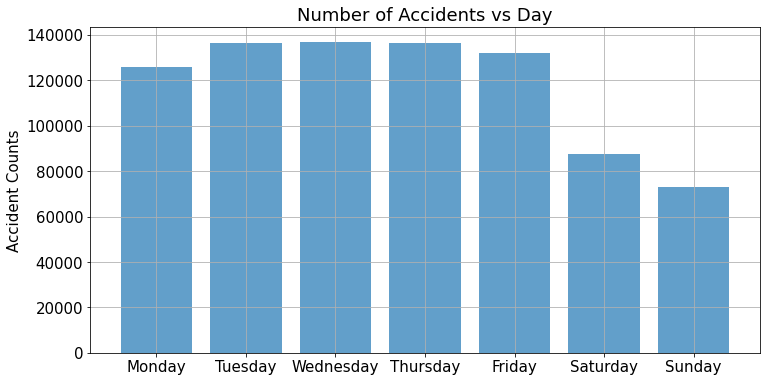 Number of Accidents vs Day
Accident Counts
140000
120000
100000
80000
60000
40000
20000
0
Monday Tuesday Wednesday Thursday Friday Saturday Sunday